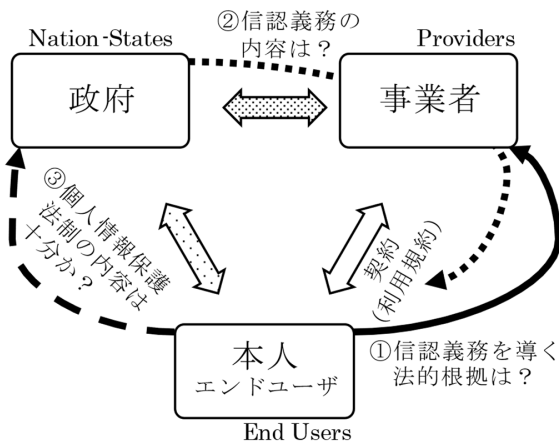 Nation-States
②信認義務の
内容は？
Providers
政府
事業者
③個人情報保護
法制の内容は
十分か？
契約
(利用規約)
本人
エンドユーザ
①信認義務を導く
法的根拠は？
End Users